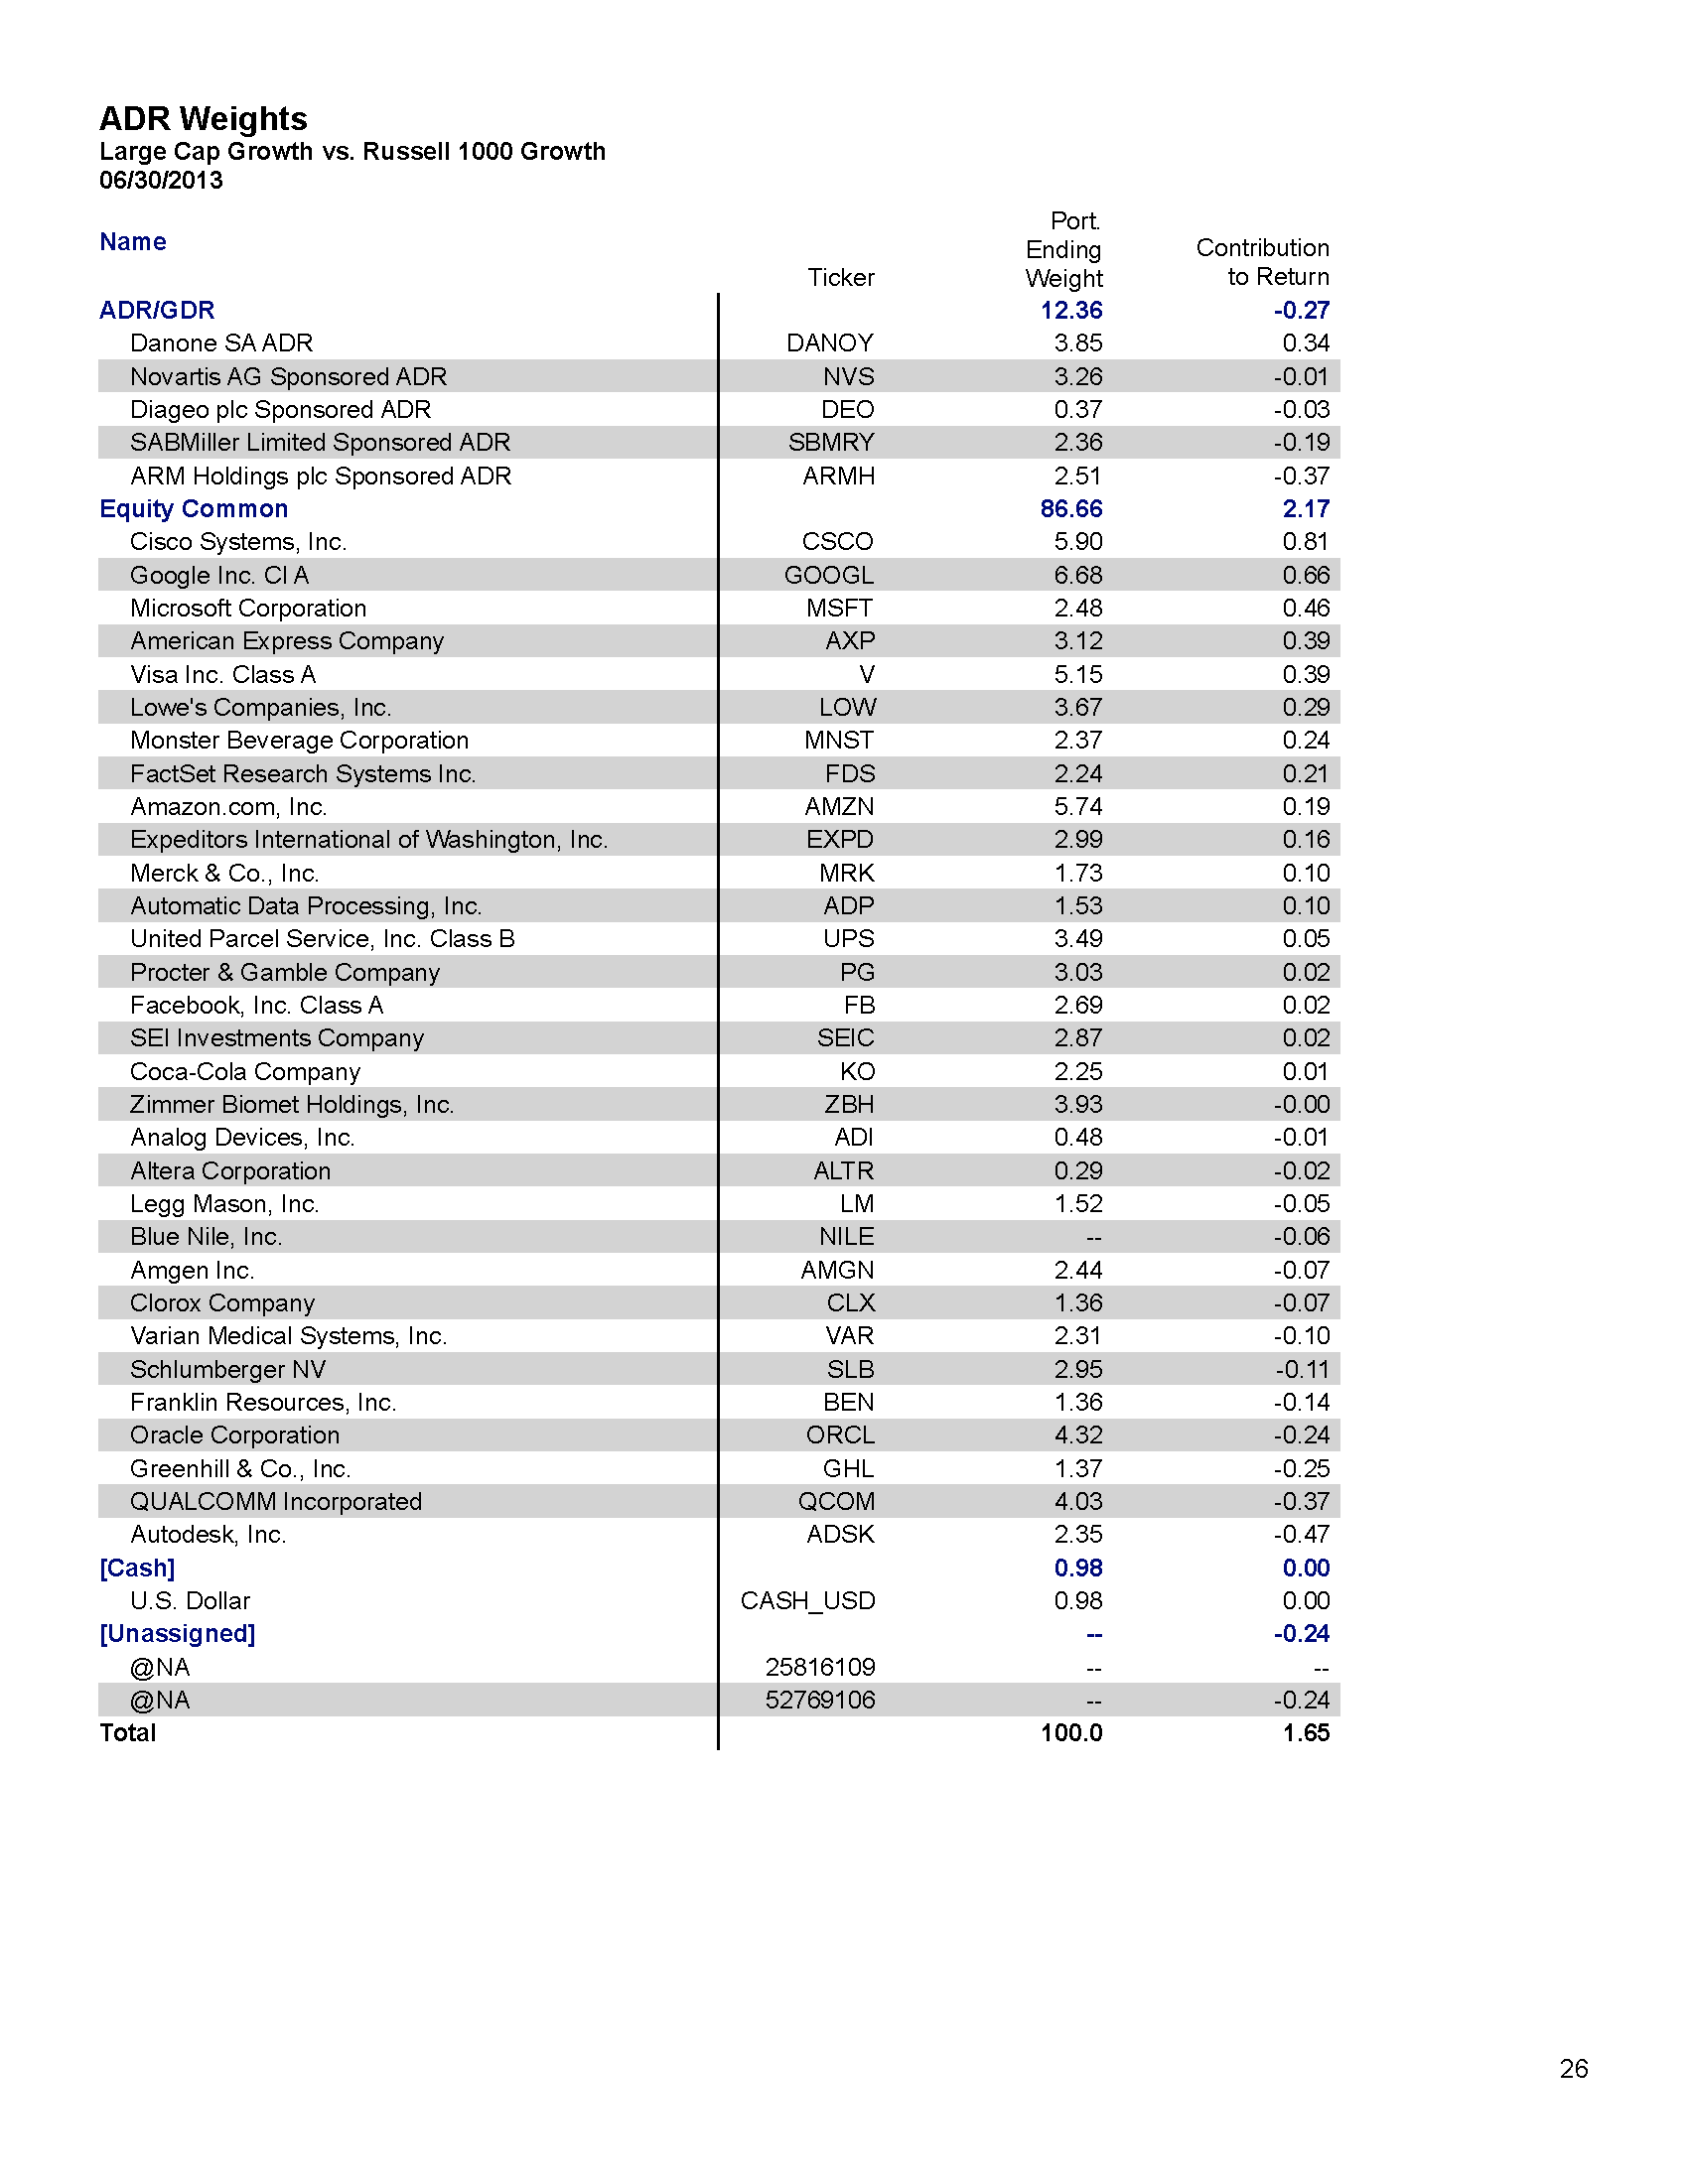 ADR Weights
Large Cap Growth vs. Russell 1000 Growth
06/30/2013
Name Ticker Port. Ending Weight Contribution to Return
ADR/GDR 12.36 -0.27
Danone SA ADR DANOY 3.85 0.34
Novartis AG Sponsored ADR NVS 3.26 -0.01
Diageo plc Sponsored ADR DEO 0.37 -0.03
SABMiller Limited Sponsored ADR SBMRY 2.36 -0.19
ARM Holdings plc Sponsored ADR ARMH 2.51 -0.37
Equity Common 86.66 2.17
Cisco Systems, Inc. CSCO 5.90 0.81
Google Inc. Cl A GOOGL 6.68 0.66
Microsoft Corporation MSFT 2.48 0.46
American Express Company AXP 3.12 0.39
Visa Inc. Class A V 5.15 0.39
Lowe's Companies, Inc. LOW 3.67 0.29
Monster Beverage Corporation MNST 2.37 0.24
FactSet Research Systems Inc. FDS 2.24 0.21
Amazon.com, Inc. AMZN 5.74 0.19
Expeditors International of Washington, Inc. EXPD 2.99 0.16
Merck & Co., Inc. MRK 1.73 0.10
Automatic Data Processing, Inc. ADP 1.53 0.10
United Parcel Service, Inc. Class B UPS 3.49 0.05
Procter & Gamble Company PG 3.03 0.02
Facebook, Inc. Class A FB 2.69 0.02
SEI Investments Company SEIC 2.87 0.02
Coca-Cola Company KO 2.25 0.01
Zimmer Biomet Holdings, Inc. ZBH 3.93 -0.00
Analog Devices, Inc. ADI 0.48 -0.01
Altera Corporation ALTR 0.29 -0.02
Legg Mason, Inc. LM 1.52 -0.05
Blue Nile, Inc. NILE -- -0.06
Amgen Inc. AMGN 2.44 -0.07
Clorox Company CLX 1.36 -0.07
Varian Medical Systems, Inc. VAR 2.31 -0.10
Schlumberger NV SLB 2.95 -0.11
Franklin Resources, Inc. BEN 1.36 -0.14
Oracle Corporation ORCL 4.32 -0.24
Greenhill & Co., Inc. GHL 1.37 -0.25
QUALCOMM Incorporated QCOM 4.03 -0.37
Autodesk, Inc. ADSK 2.35 -0.47
[Cash] 0.98 0.00
U.S. Dollar CASH_USD 0.98 0.00
[Unassigned] -- -0.24
@NA 25816109 -- --
@NA 52769106 -- -0.24
Total 100.0 1.65
26